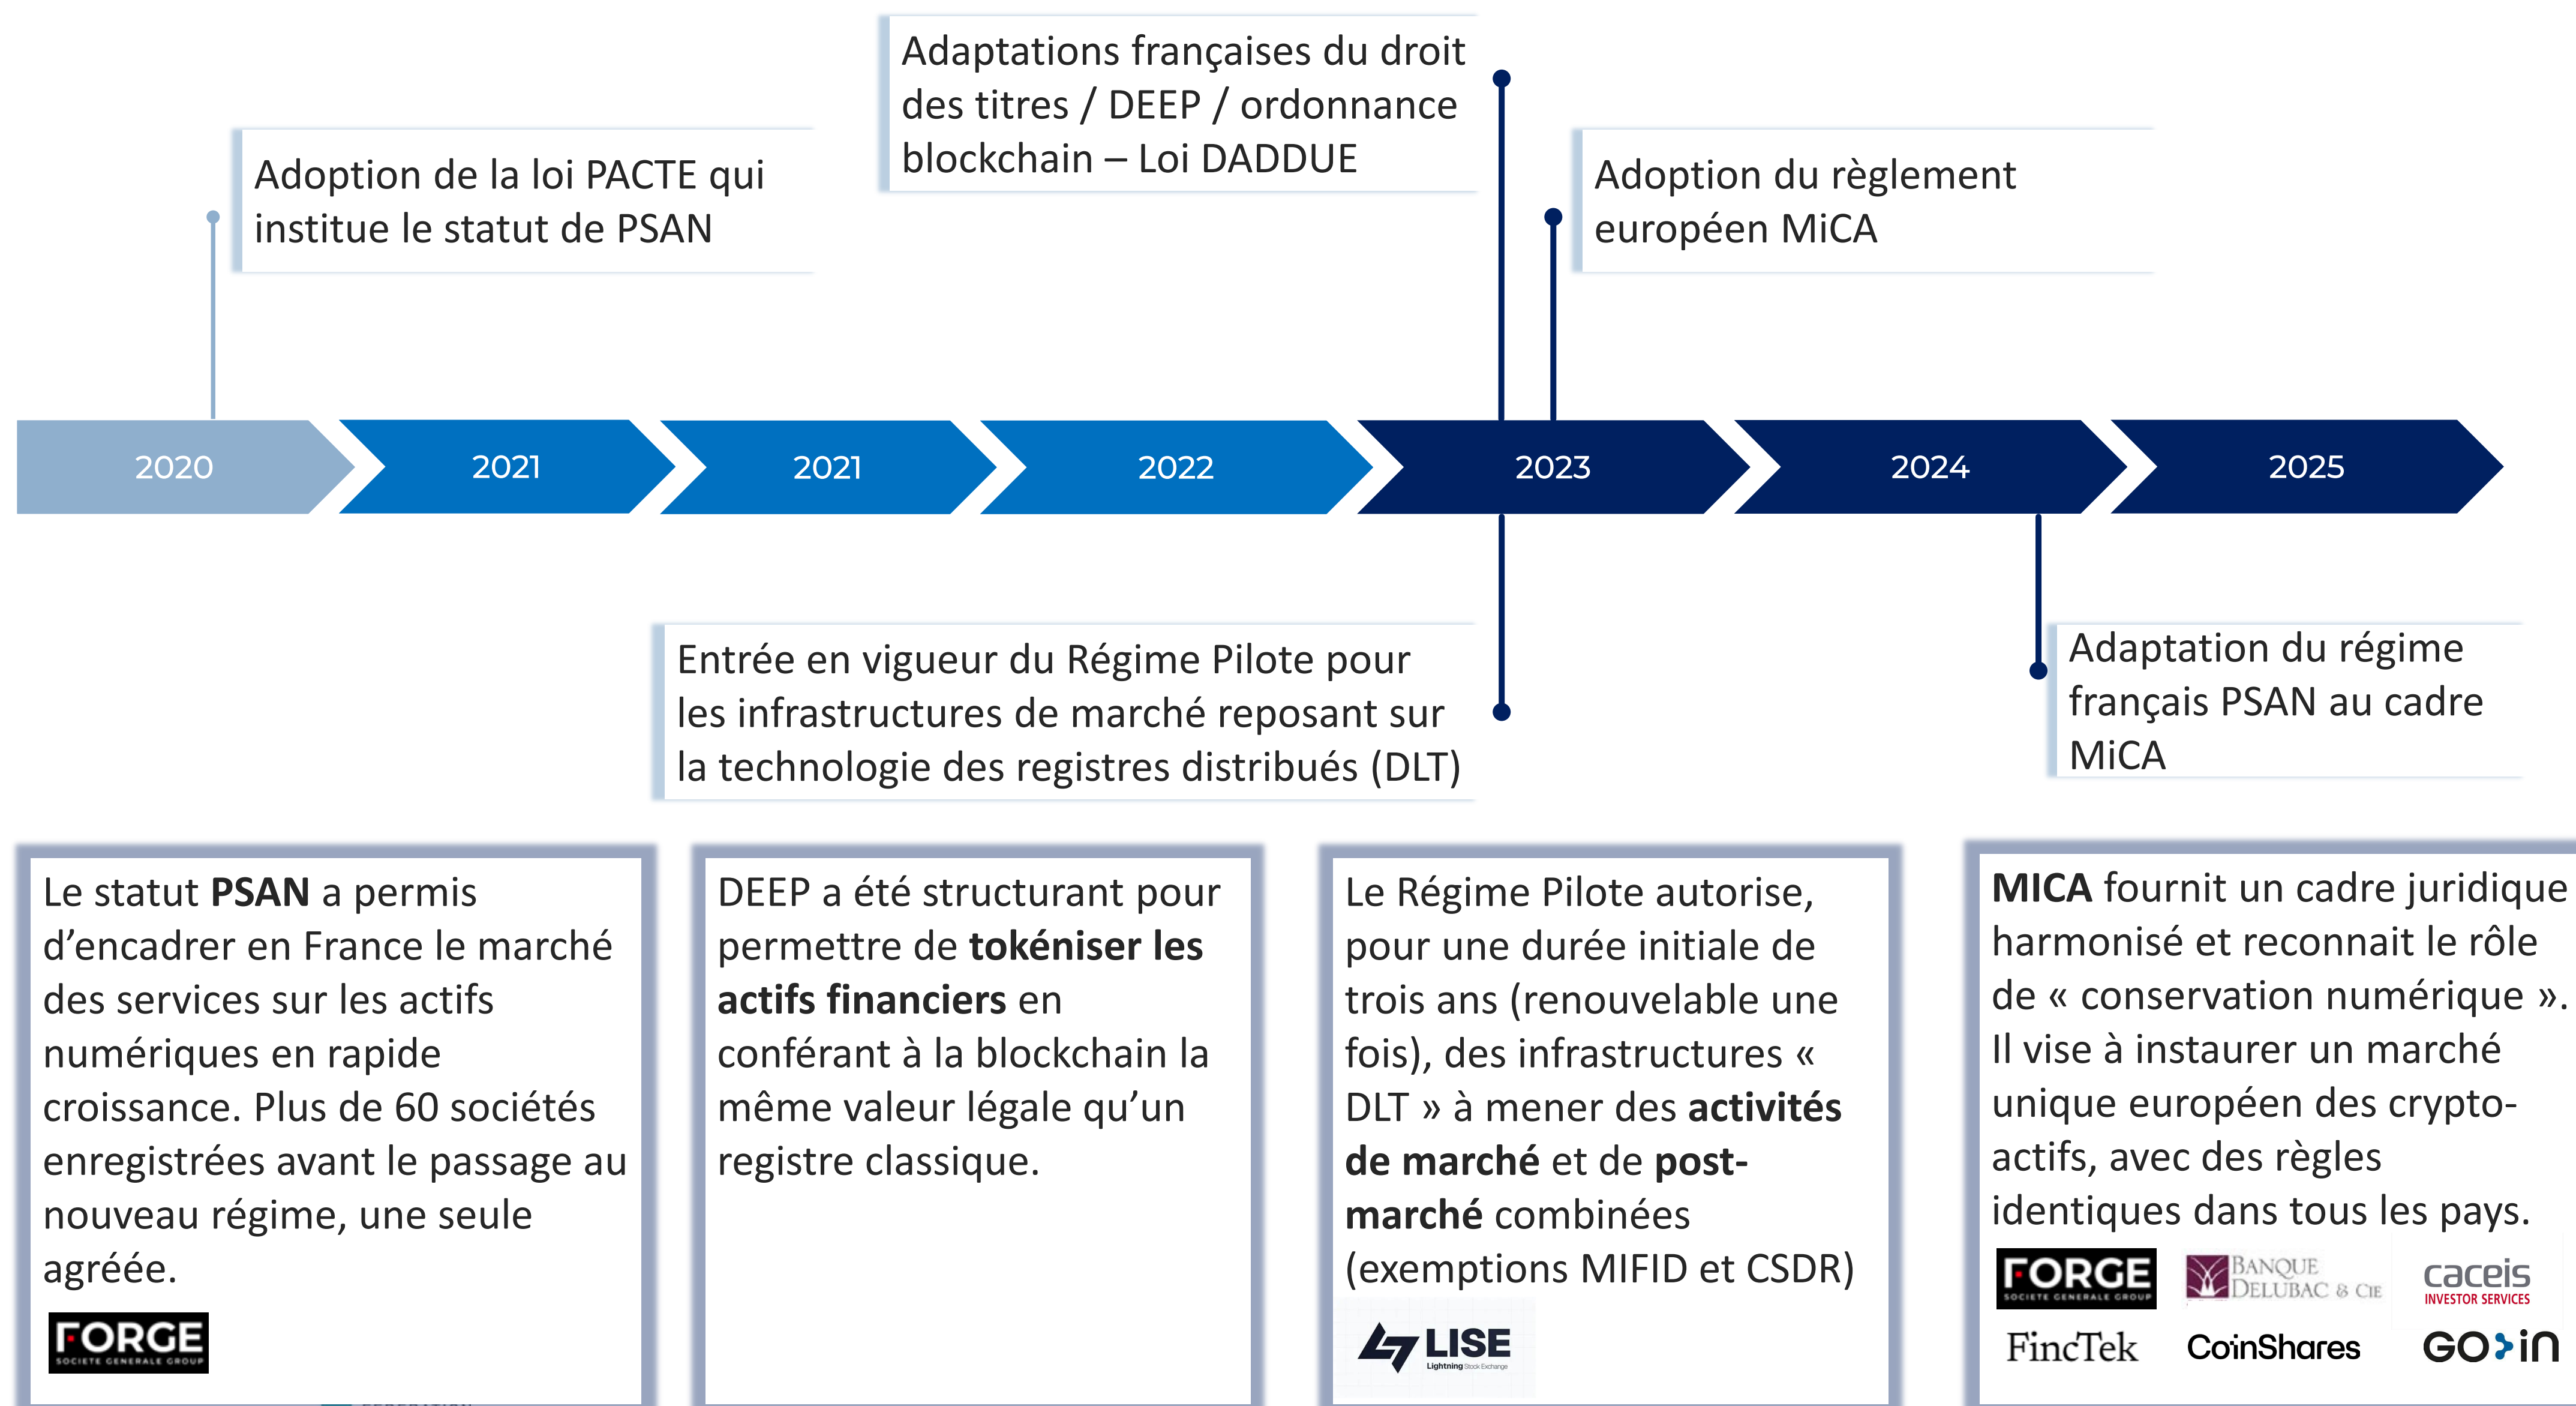 Adaptations françaises du droit
des titres / DEEP / ordonnance
blockchain – Loi DADDUE
Adoption de la loi PACTE qui
institue le statut de PSAN
Adoption du règlement
européen MiCA
2020
2021
2021
2022
2023
2024
2025
Entrée en vigueur du Régime Pilote pour
les infrastructures de marché reposant sur
la technologie des registres distribués (DLT)
Adaptation du régime
français PSAN au cadre
MiCA
Le statut PSAN a permis
d’encadrer en France le marché
des services sur les actifs
numériques en rapide
croissance. Plus de 60 sociétés
enregistrées avant le passage au
nouveau régime, une seule
agréée.
FORGE
SOCIETE GENERALE GROUP
DEEP a été structurant pour
permettre de tokéniser les
actifs financiers en
conférant à la blockchain la
même valeur légale qu’un
registre classique.
Le Régime Pilote autorise,
pour une durée initiale de
trois ans (renouvelable une
fois), des infrastructures «
DLT » à mener des activités
de marché et de post-
marché combinées
(exemptions MIFID et CSDR)
LISE
Lightning Stock Exchange
MICA fournit un cadre juridique
harmonisé et reconnait le rôle
de « conservation numérique ».
Il vise à instaurer un marché
unique européen des crypto-
actifs, avec des règles
identiques dans tous les pays.
FORGE
SOCIETE GENERALE GROUP
BANQUE
DELUBAC & CIE
caceis
INVESTOR SERVICES
FincTek
CoinShares
GOin